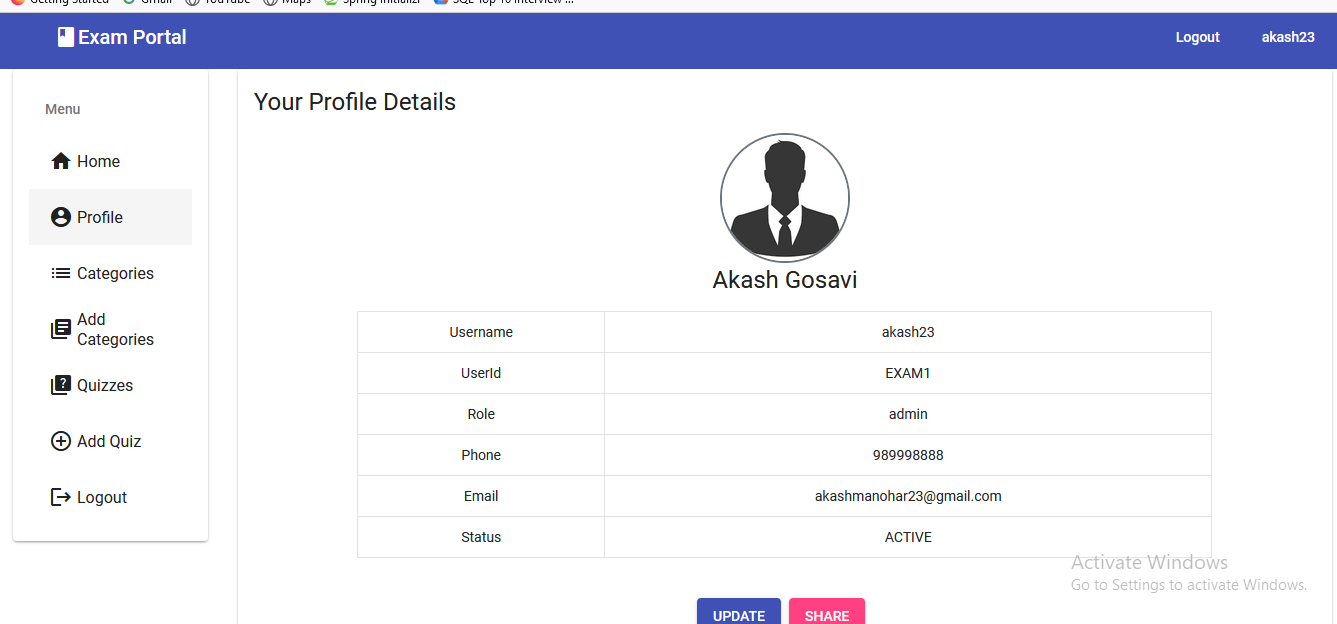 Getting Started Gmail YouTube Maps Spring Initializr SQL Top 10 Interview ...
Exam Portal
Logout akash23
Menu
Home
Profile
Categories
Add
Categories
Quizzes
Add Quiz
Logout
Your Profile Details
Akash Gosavi
Username akash23
UserId EXAM1
Role admin
Phone 989998888
Email akashmanohar23@gmail.com
Status ACTIVE
Activate Windows
Go to Settings to activate Windows.
UPDATE SHARE